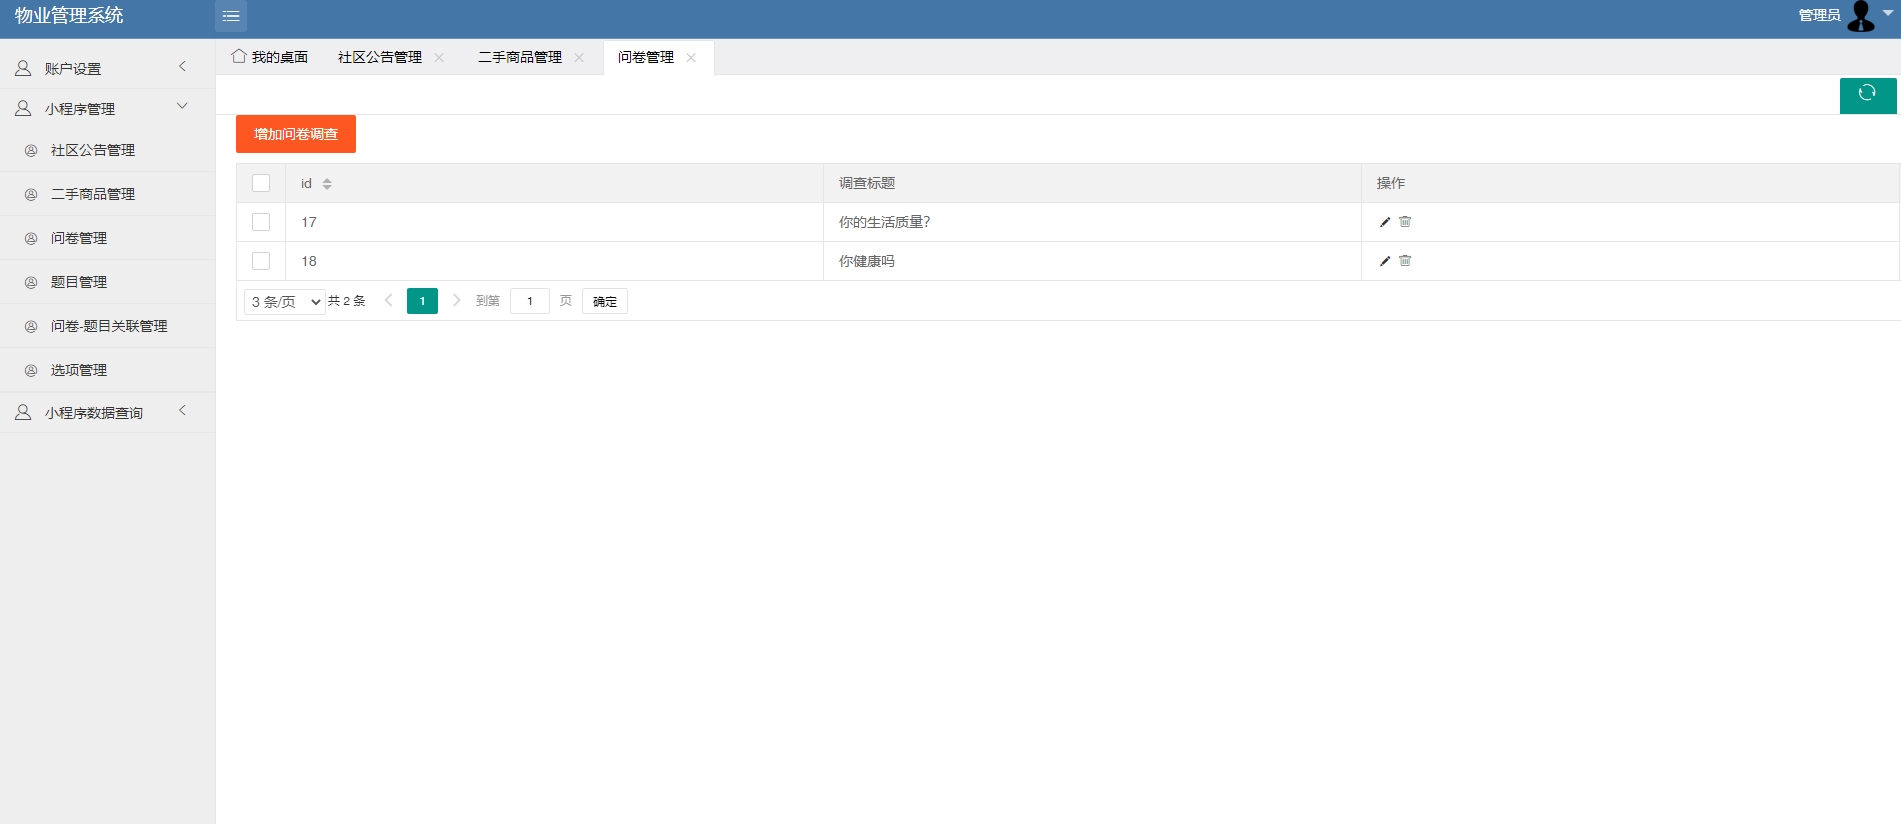 物业管理系统
管理员
账户设置
小程序管理
社区公告管理
二手商品管理
问卷管理
题目管理
问卷-题目关联管理
选项管理
小程序数据查询
我的桌面 社区公告管理 二手商品管理 问卷管理
增加问卷调查
id 调查标题 操作
17 你的生活质量?
18 你健康吗
3 条/页 共 2 条 1 到第 1 页 确定